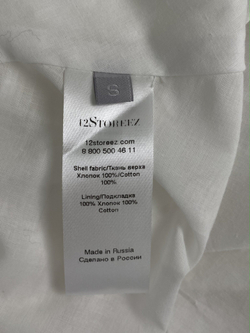 S
12STOREEZ
12storeez.com
8 800 500 46 11
Shell fabric/Ткань верха
Хлопок 100%/Cotton
100%
Lining/Подкладка
100% Хлопок 100%
Cotton
Made in Russia
Сделано в России